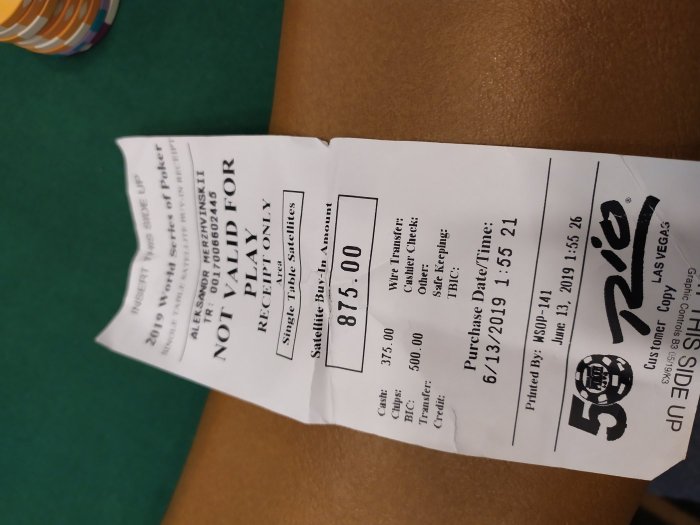 INSERT THIS SIDE UP
2019 World Series of Poker
SINGLE TABLE SATELLITE BUY-IN RECEIPT
ALEKSANDR MERZHVINSKII
TR: 0017006602445
NOT VALID FOR
PLAY
RECEIPT ONLY
Area
Single Table Satellites
Satellite Buy-In Amount
875.00
Cash: 375.00 Wire Transfer:
Chips: Cashier Check:
BIC: 500.00 Other:
Transfer: Safe Keeping:
Credit: TBIC:
Purchase Date/Time:
6/13/2019 1:55 21
Printed By: WSOP-141
June 13, 2019 1:55 26
50 Rio®
LAS VEGAS
Customer Copy
Graphic Controls B3 (5/19)K3
THIS SIDE UP